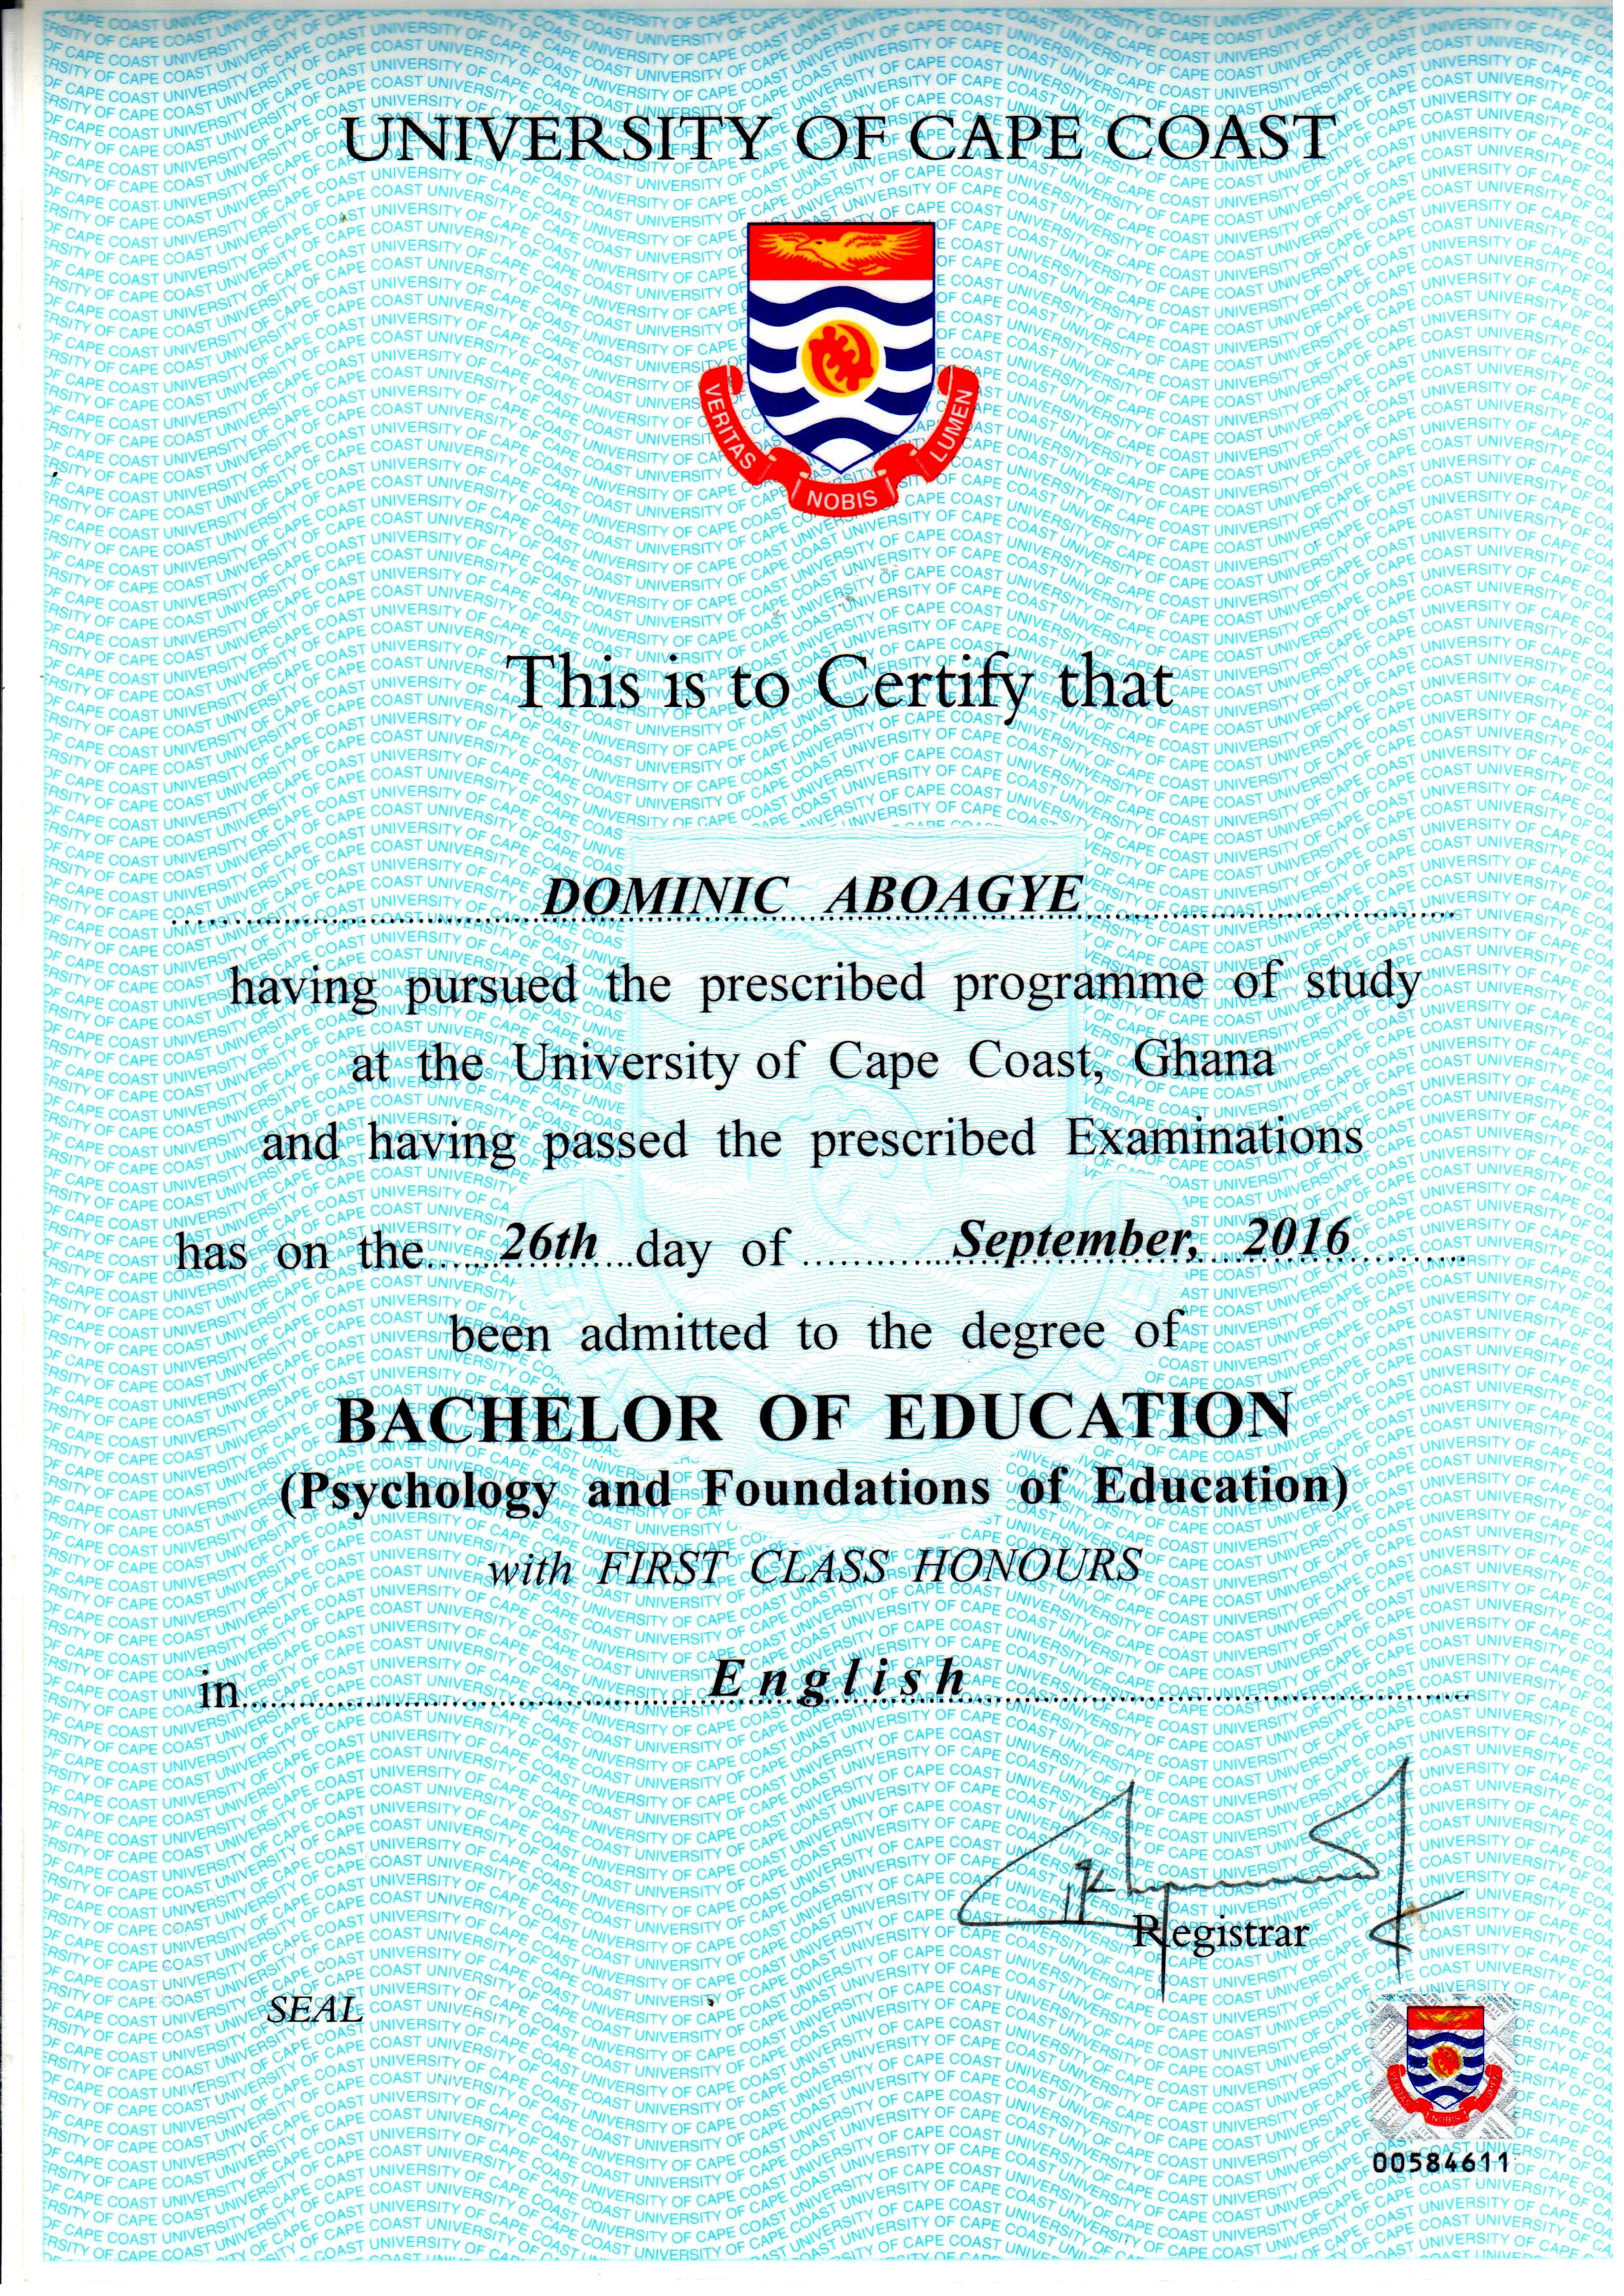 UNIVERSITY OF CAPE COAST
VERITAS NOBIS LUMEN
This is to Certify that
DOMINIC ABOAGYE
having pursued the prescribed programme of study
at the University of Cape Coast, Ghana
and having passed the prescribed Examinations
has on the 26th day of September, 2016
been admitted to the degree of
BACHELOR OF EDUCATION
(Psychology and Foundations of Education)
with FIRST CLASS HONOURS
in English
Registrar
SEAL
NOBIS
00584611